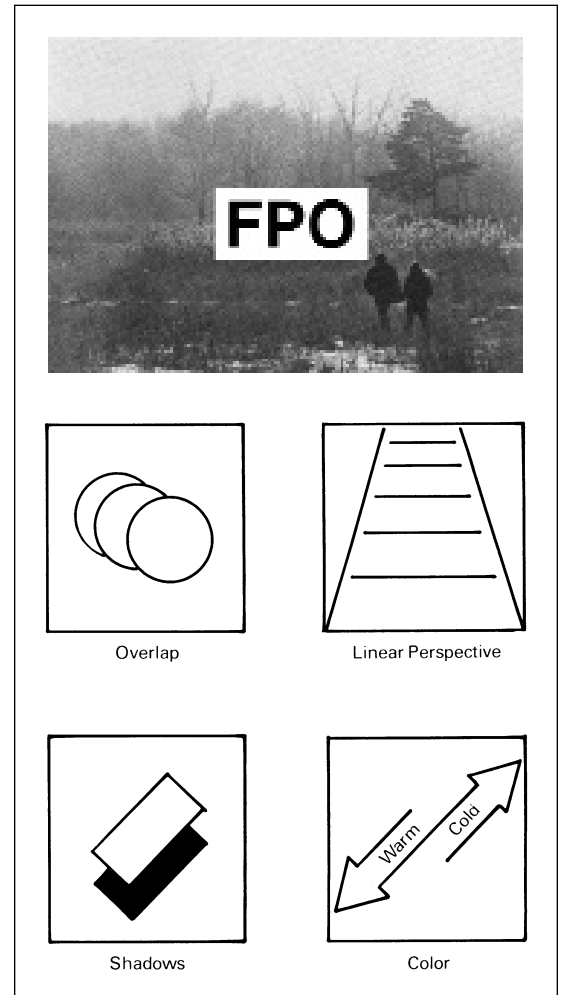 FPO
Overlap
Linear Perspective
Warm
Cold
Shadows
Color